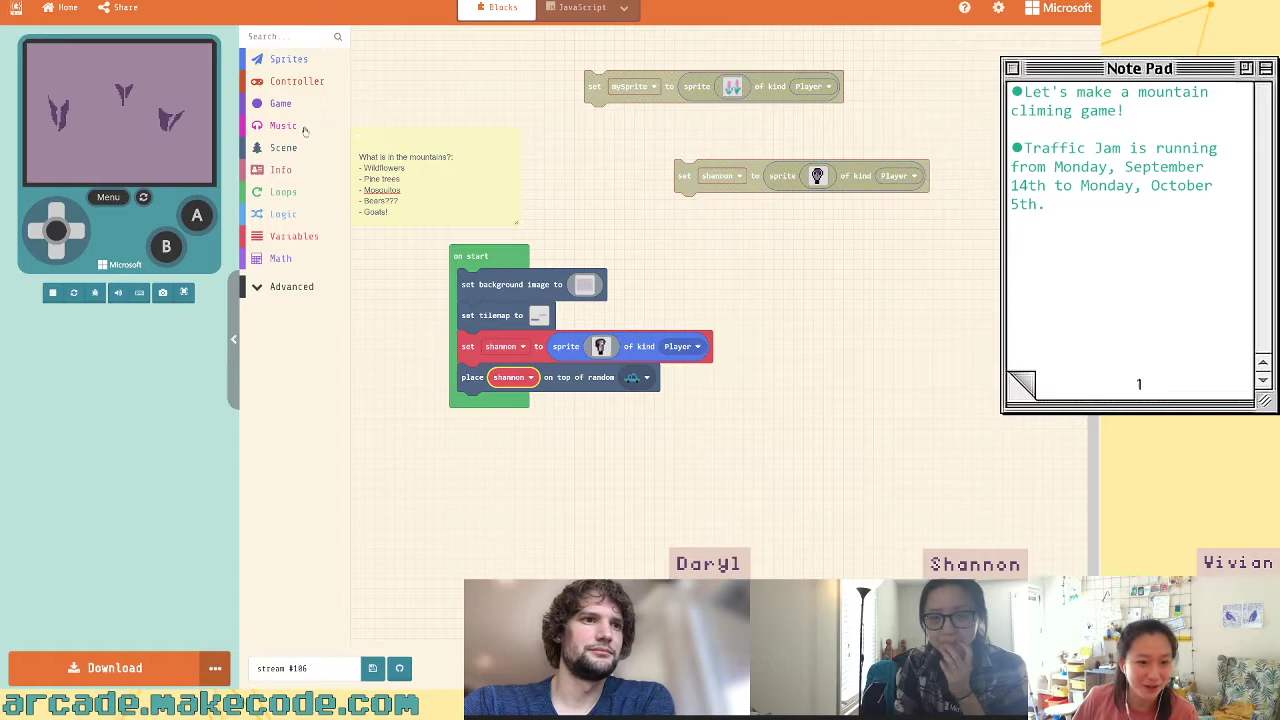 Home
Share
Blocks
JavaScript
Microsoft
Menu
A
B
Microsoft
Search...
Sprites
Controller
Game
Music
Scene
Info
Loops
Logic
Variables
Math
Advanced
What is in the mountains?:
- Wildflowers
- Pine trees
- Mosquitos
- Bears???
- Goats!
set mySprite to sprite of kind Player
set shannon to sprite of kind Player
on start
set background image to
set tilemap to
set shannon to sprite of kind Player
place shannon on top of random
Note Pad
●Let's make a mountain
climing game!
●Traffic Jam is running
from Monday, September
14th to Monday, October
5th.
1
Daryl
Shannon
Vivian
Download
stream #106
arcade.makecode.com